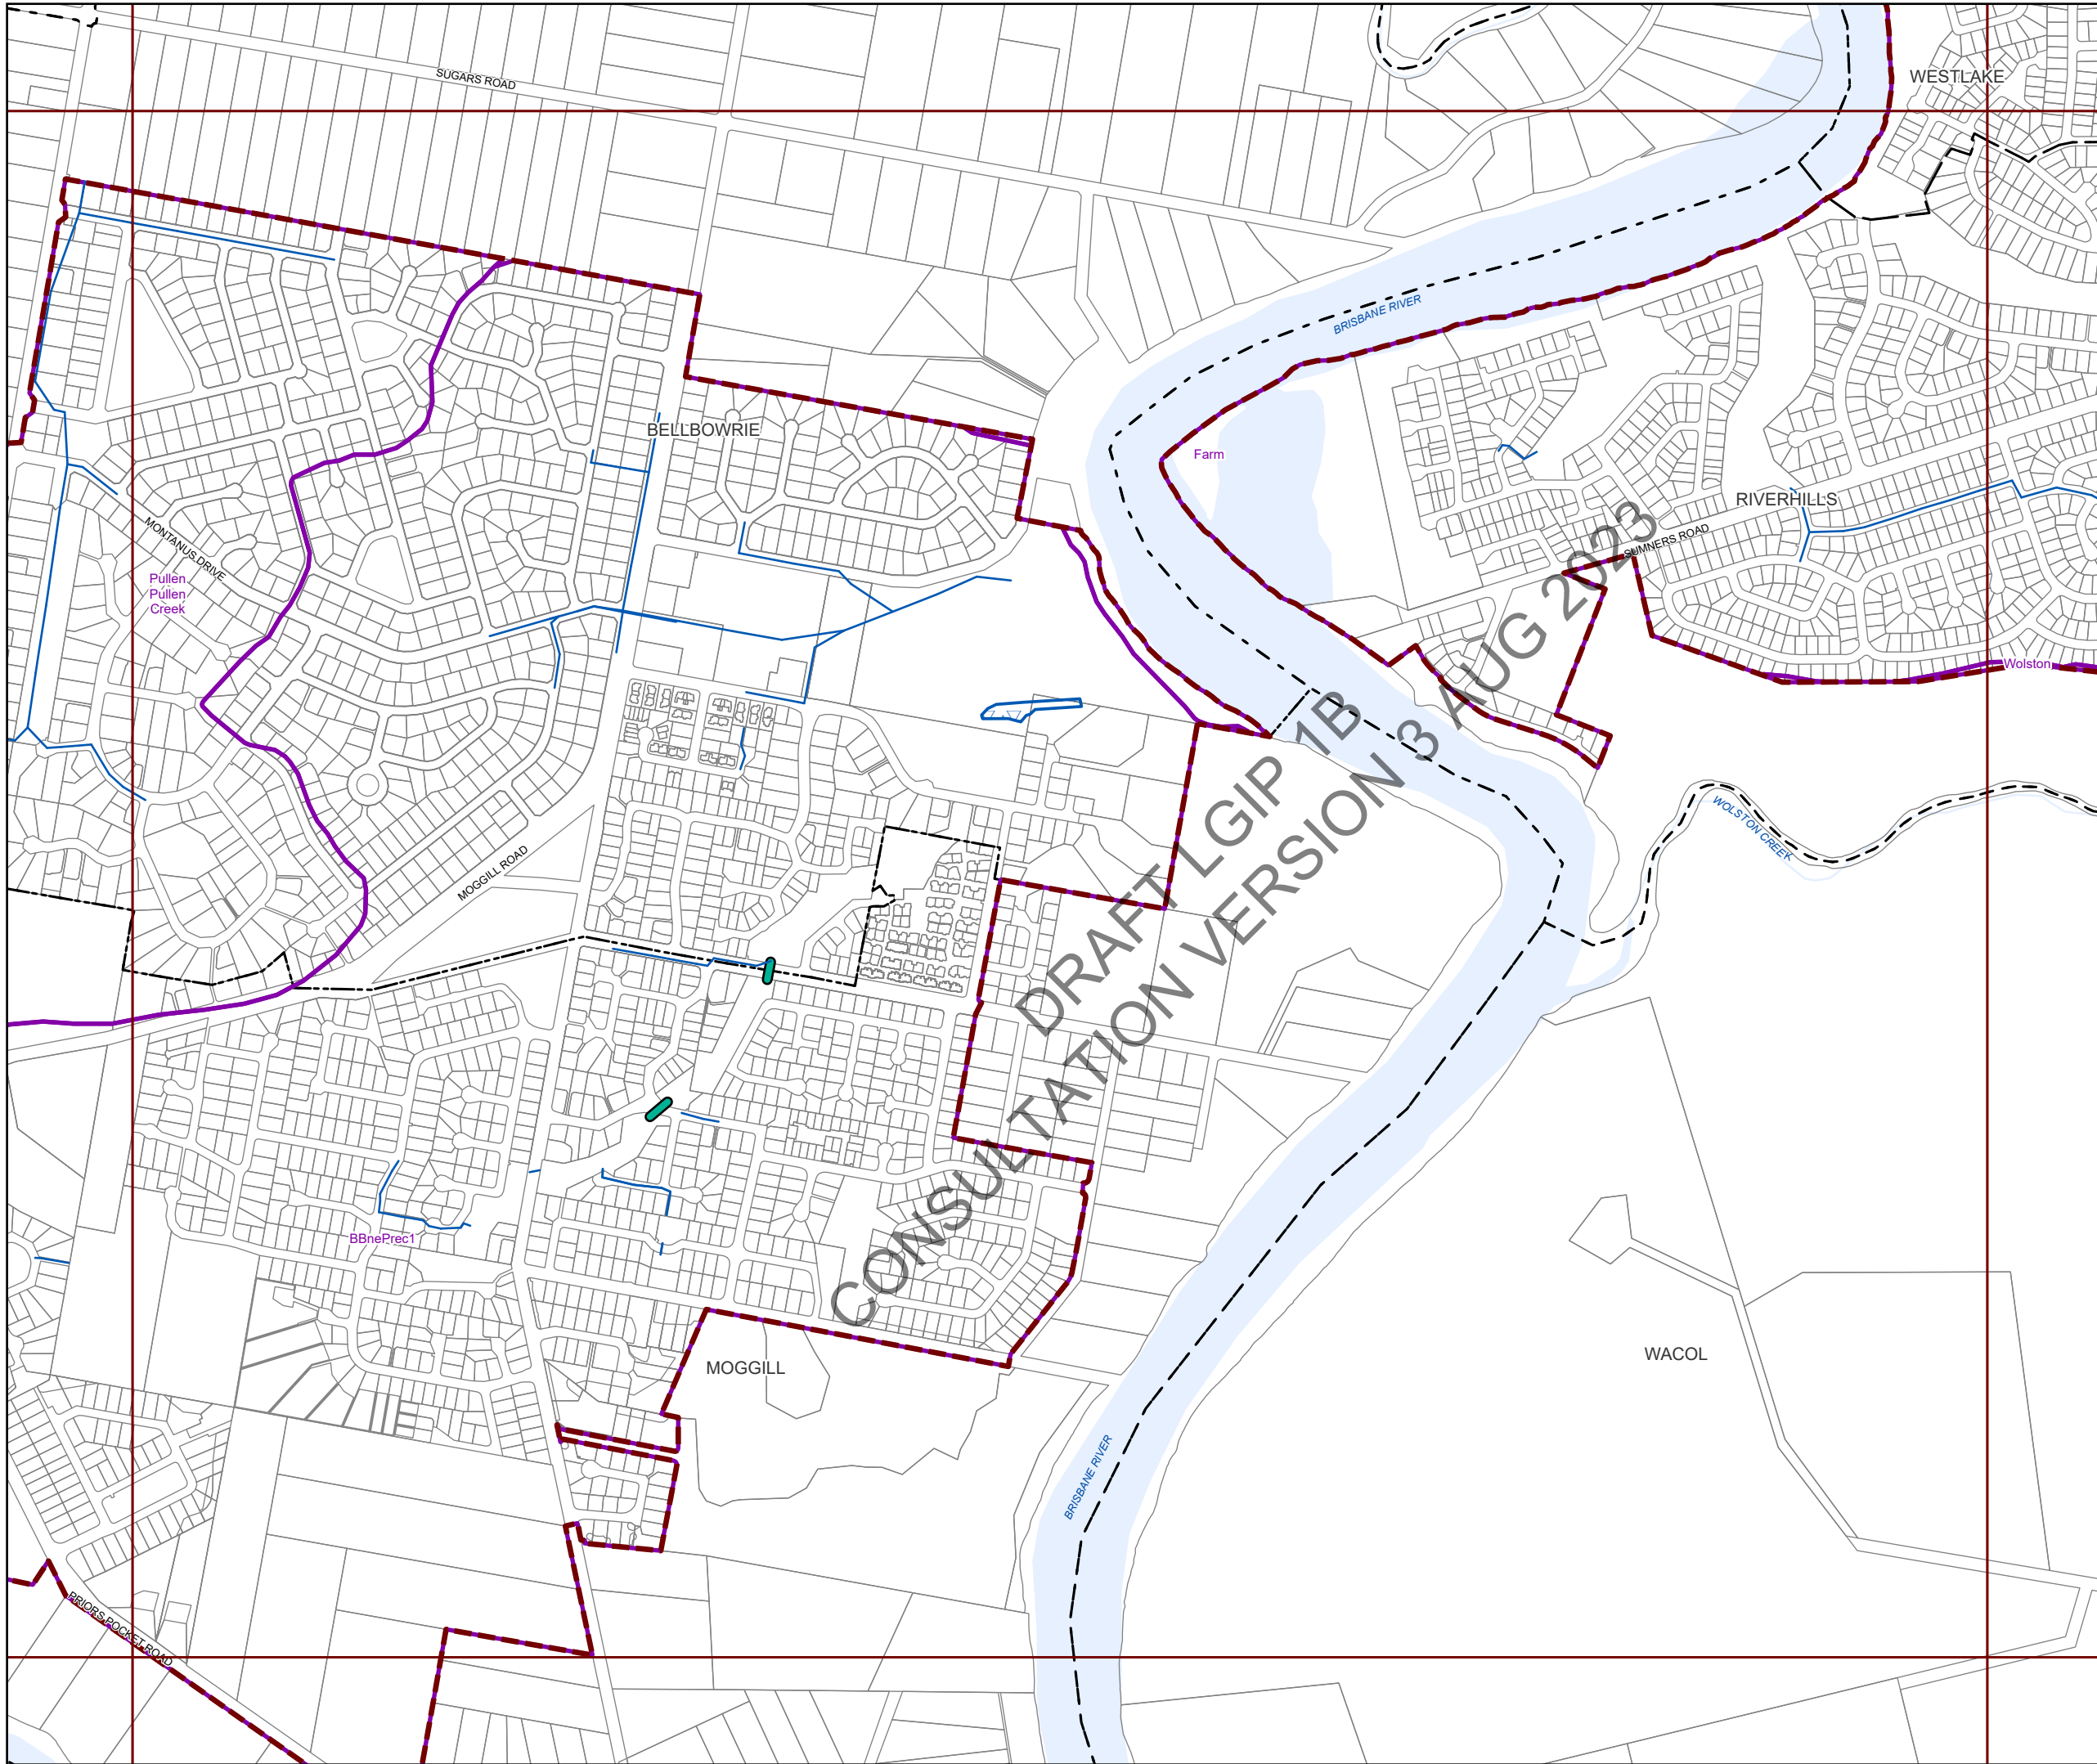 SUGARS ROAD
WESTLAKE
BRISBANE RIVER
BELLBOWRIE
Farm
RIVERHILLS
SUMNERS ROAD
MONTANUS DRIVE
Pullen
Pullen
Creek
Wolston
WOLSTON CREEK
MOGGILL ROAD
DRAFT LGIP 1B
CONSULTATION VERSION 3 AUG 2023
BBnePrec1
MOGGILL
WACOL
BRISBANE RIVER
PRIORS POCKET ROAD